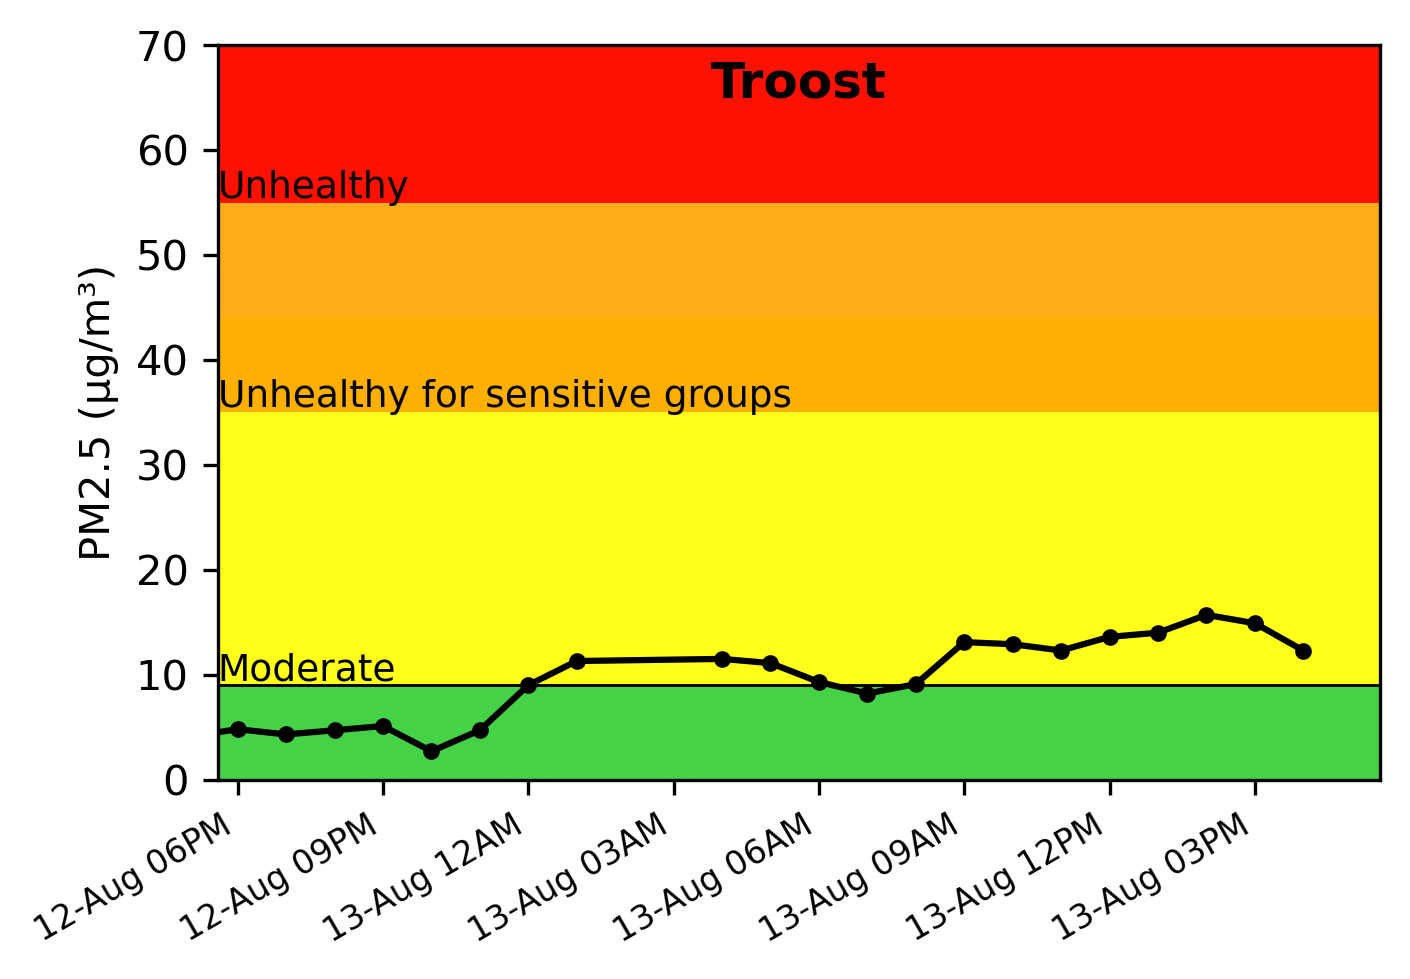 Troost
70
60
50
40
30
20
10
0
PM2.5 (µg/m³)
Unhealthy
Unhealthy for sensitive groups
Moderate
12-Aug 06PM
12-Aug 09PM
13-Aug 12AM
13-Aug 03AM
13-Aug 06AM
13-Aug 09AM
13-Aug 12PM
13-Aug 03PM